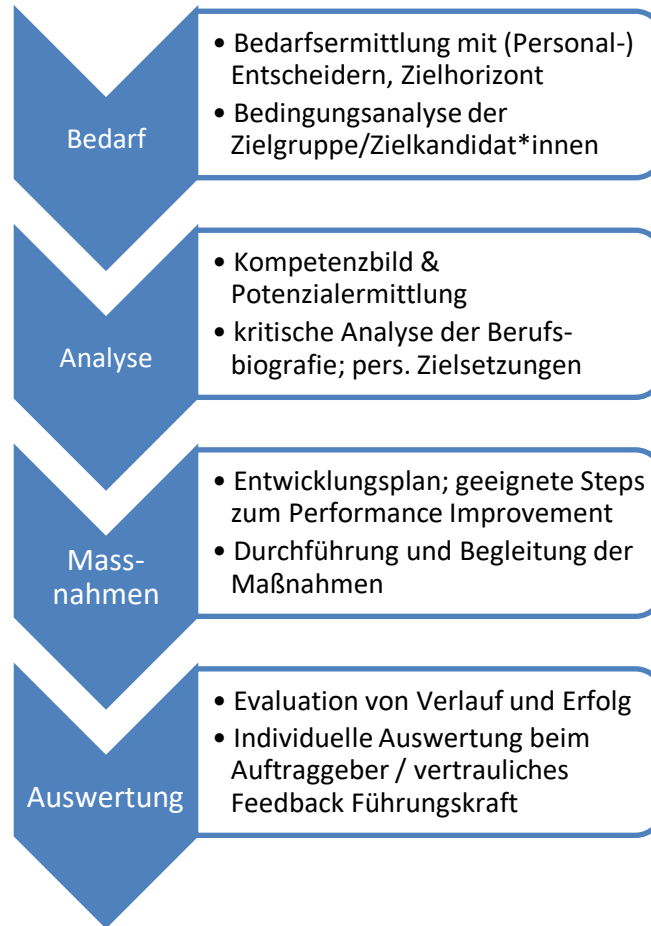 Bedarf
• Bedarfsermittlung mit (Personal-)
Entscheidern, Zielhorizont
• Bedingungsanalyse der
Zielgruppe/Zielkandidat*innen
Analyse
• Kompetenzbild &
Potenzialermittlung
• kritische Analyse der Berufs-
biografie; pers. Zielsetzungen
Mass-
nahmen
• Entwicklungsplan; geeignete Steps
zum Performance Improvement
• Durchführung und Begleitung der
Maßnahmen
Auswertung
• Evaluation von Verlauf und Erfolg
• Individuelle Auswertung beim
Auftraggeber / vertrauliches
Feedback Führungskraft